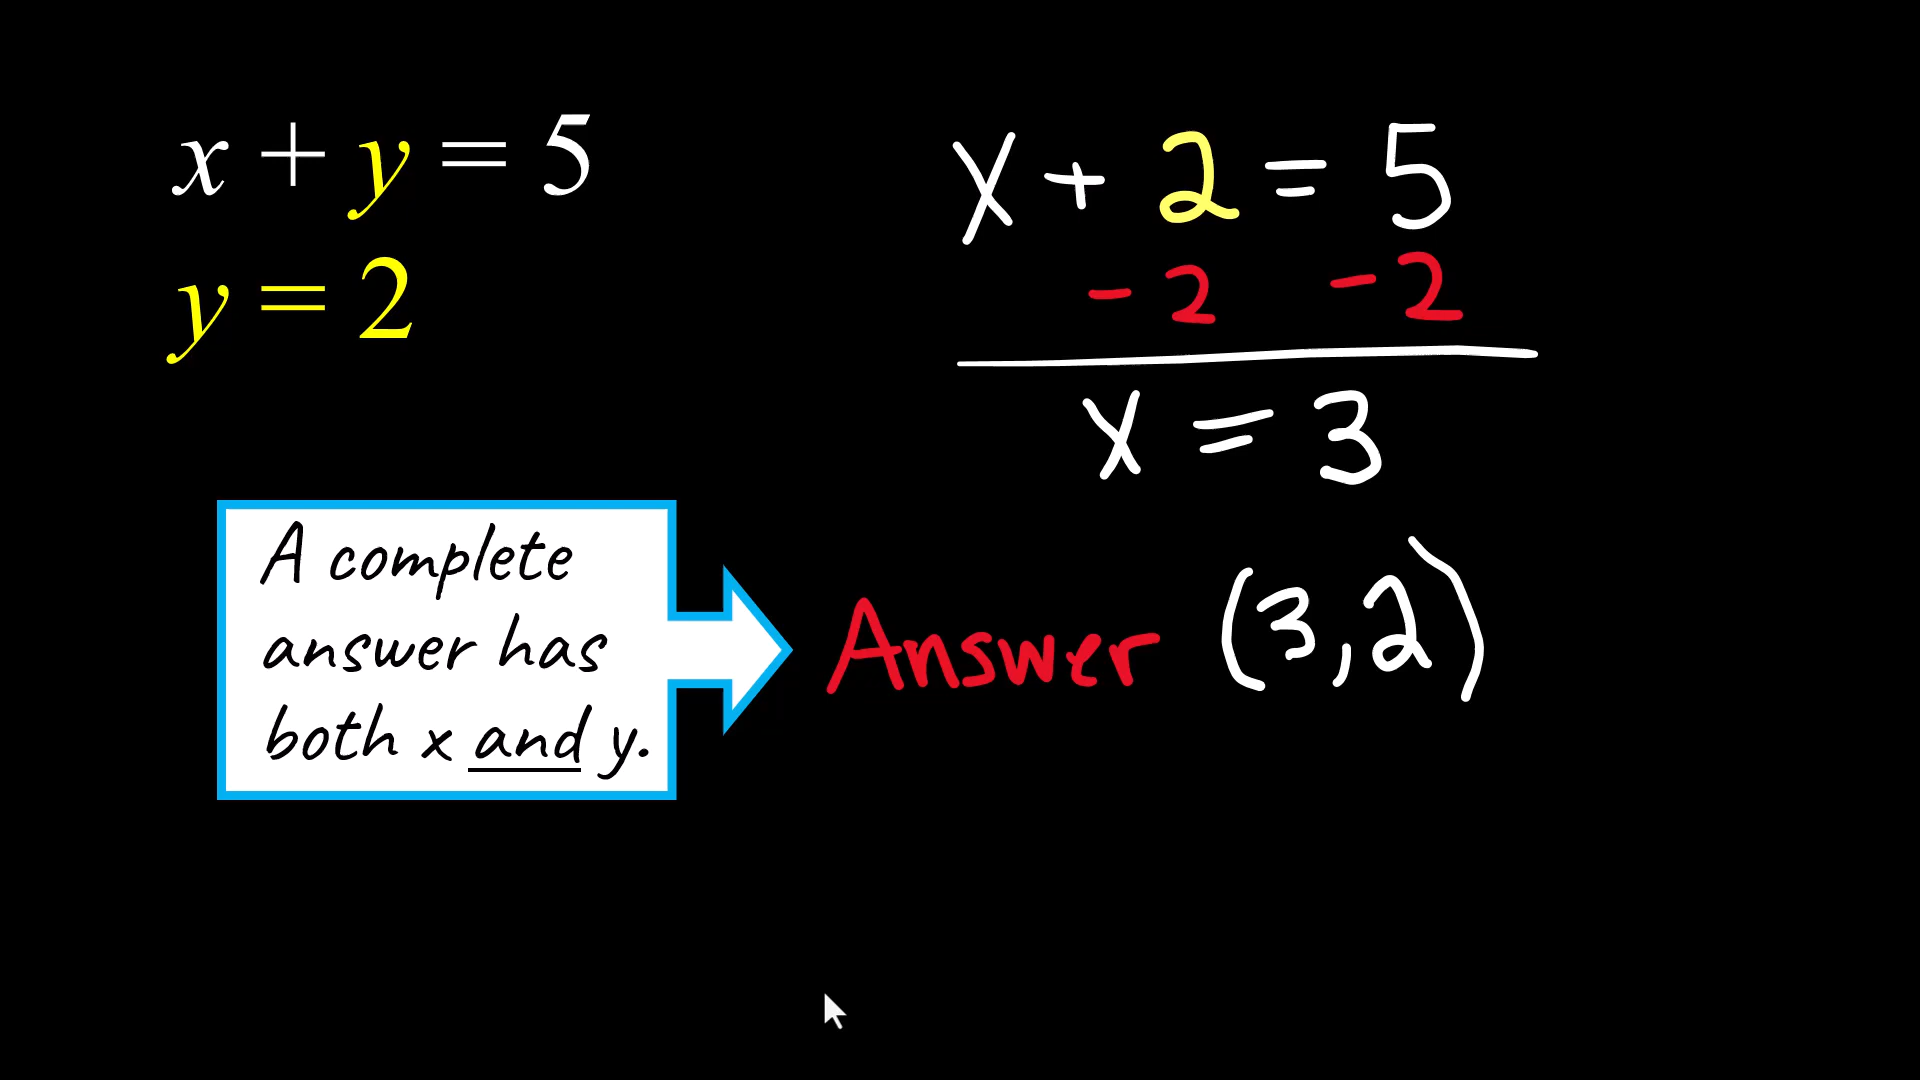 x + y = 5
y = 2
x + 2 = 5
- 2 - 2
x = 3
A complete
answer has
both x and y.
Answer (3,2)